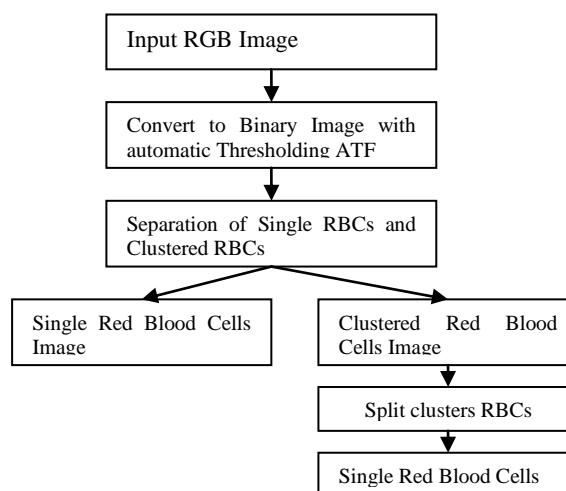 Input RGB Image
Convert to Binary Image with
automatic Thresholding ATF
Separation of Single RBCs and
Clustered RBCs
Single Red Blood Cells
Image
Clustered Red Blood
Cells Image
Split clusters RBCs
Single Red Blood Cells